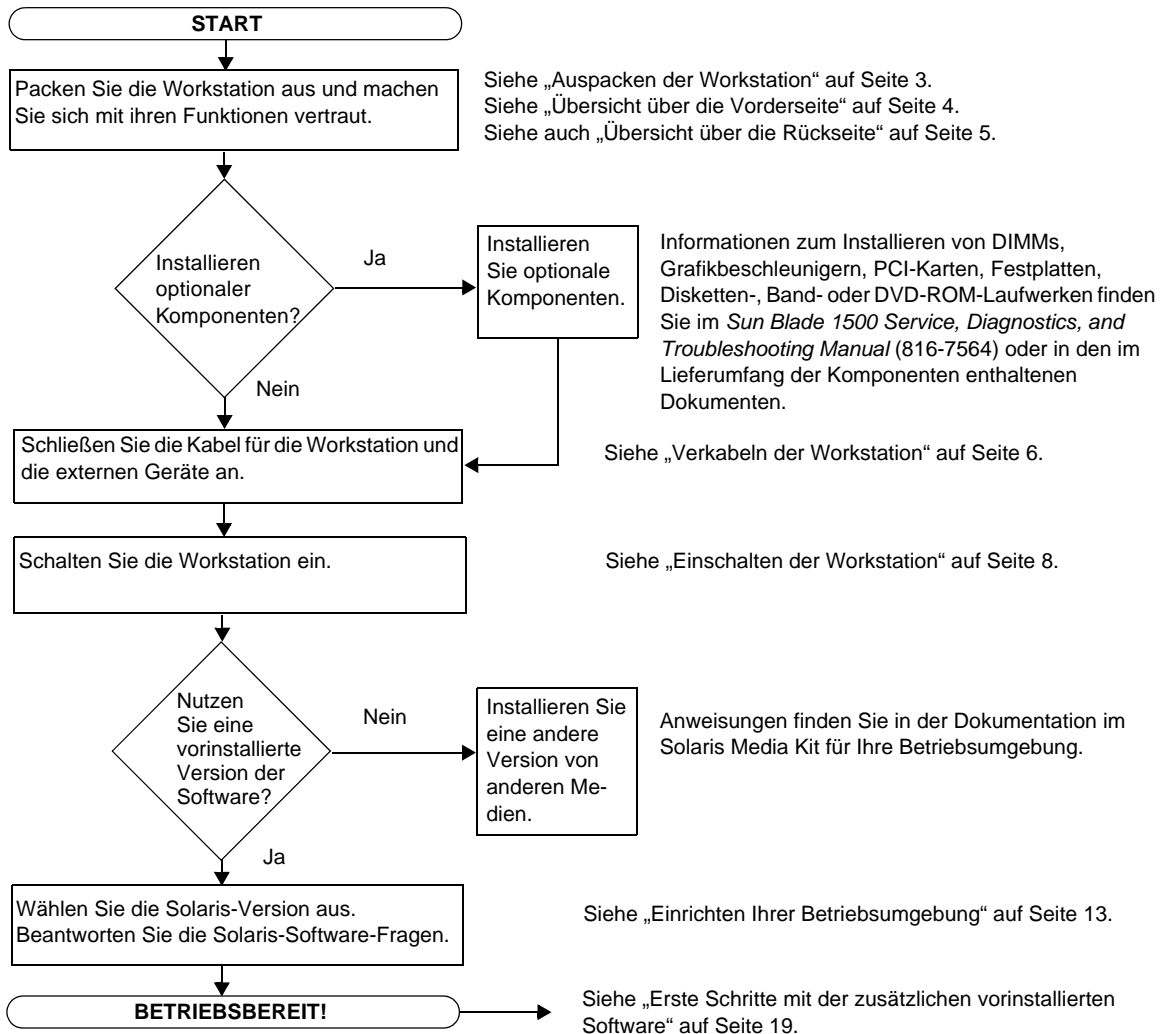 START
Packen Sie die Workstation aus und machen
Sie sich mit ihren Funktionen vertraut.
Siehe „Auspacken der Workstation“ auf Seite 3.
Siehe „Übersicht über die Vorderseite“ auf Seite 4.
Siehe auch „Übersicht über die Rückseite“ auf Seite 5.
Installieren
optionaler
Komponenten?
Ja
Nein
Installieren
Sie optionale
Komponenten.
Informationen zum Installieren von DIMMs,
Grafikbeschleunigern, PCI-Karten, Festplatten,
Disketten-, Band- oder DVD-ROM-Laufwerken finden
Sie im Sun Blade 1500 Service, Diagnostics, and
Troubleshooting Manual (816-7564) oder in den im
Lieferumfang der Komponenten enthaltenen
Dokumenten.
Schließen Sie die Kabel für die Workstation und
die externen Geräte an.
Siehe „Verkabeln der Workstation“ auf Seite 6.
Schalten Sie die Workstation ein.
Siehe „Einschalten der Workstation“ auf Seite 8.
Nutzen
Sie eine
vorinstallierte
Version der
Software?
Nein
Ja
Installieren Sie
eine andere
Version von
anderen Me-
dien.
Anweisungen finden Sie in der Dokumentation im
Solaris Media Kit für Ihre Betriebsumgebung.
Wählen Sie die Solaris-Version aus.
Beantworten Sie die Solaris-Software-Fragen.
Siehe „Einrichten Ihrer Betriebsumgebung“ auf Seite 13.
BETRIEBSBEREIT!
Siehe „Erste Schritte mit der zusätzlichen vorinstallierten
Software“ auf Seite 19.